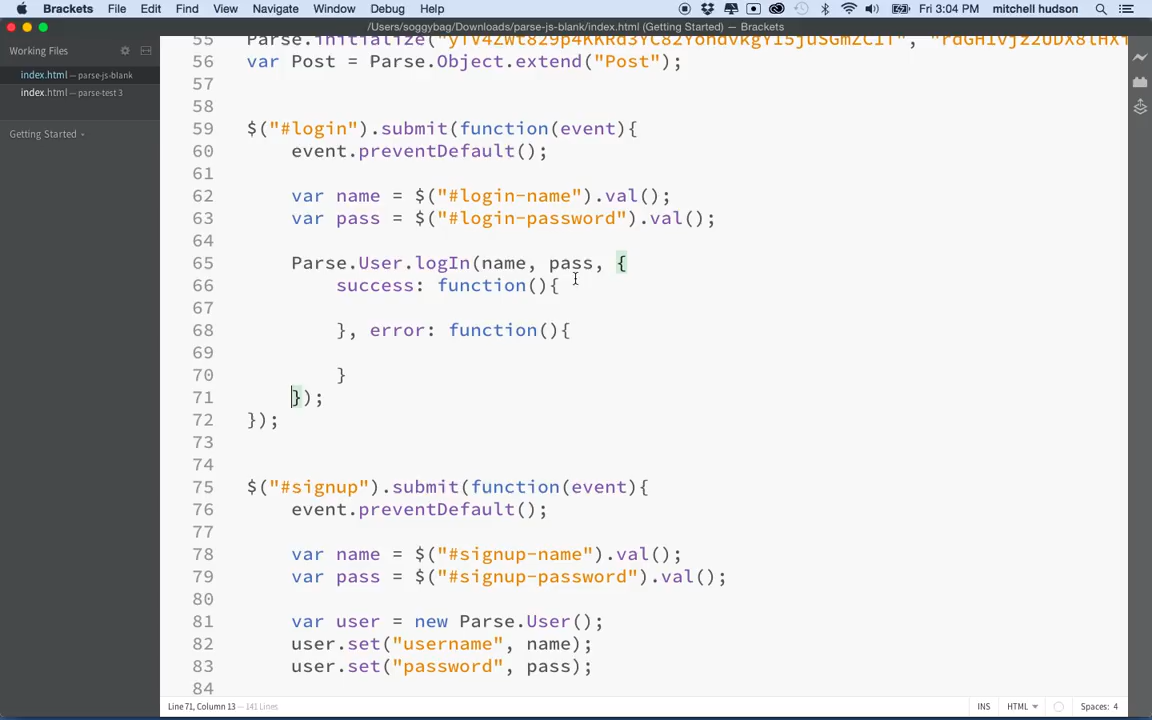 Brackets File Edit Find View Navigate Window Debug Help Fri 3:04 PM mitchell hudson
/Users/soggybag/Downloads/parse-js-blank/index.html (Getting Started) — Brackets
Working Files
index.html — parse-js-blank
index.html — parse-test 3
Getting Started
55
56 var Post = Parse.Object.extend("Post");
57
58
59 $("#login").submit(function(event){
60 event.preventDefault();
61
62 var name = $("#login-name").val();
63 var pass = $("#login-password").val();
64
65 Parse.User.logIn(name, pass, {
66 success: function(){
67
68 }, error: function(){
69
70 }
71 });
72 });
73
74
75 $("#signup").submit(function(event){
76 event.preventDefault();
77
78 var name = $("#signup-name").val();
79 var pass = $("#signup-password").val();
80
81 var user = new Parse.User();
82 user.set("username", name);
83 user.set("password", pass);
84
Line 71, Column 13 — 141 Lines INS HTML Spaces: 4